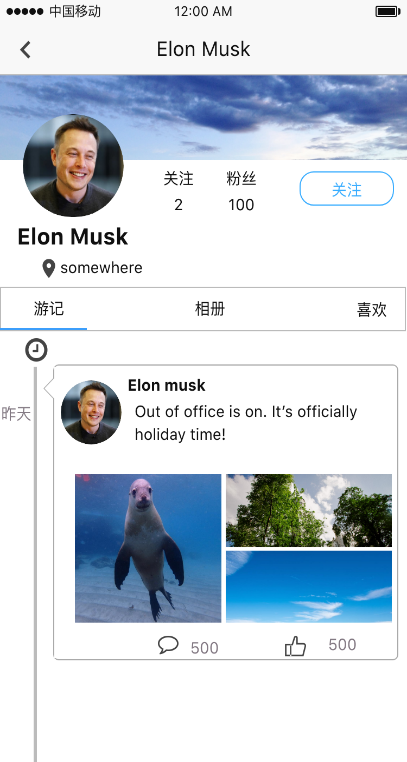 中国移动 12:00 AM
Elon Musk
关注 粉丝
2 100
关注
Elon Musk
somewhere
游记 相册 喜欢
昨天
Elon musk
Out of office is on. It’s officially
holiday time!
500 500